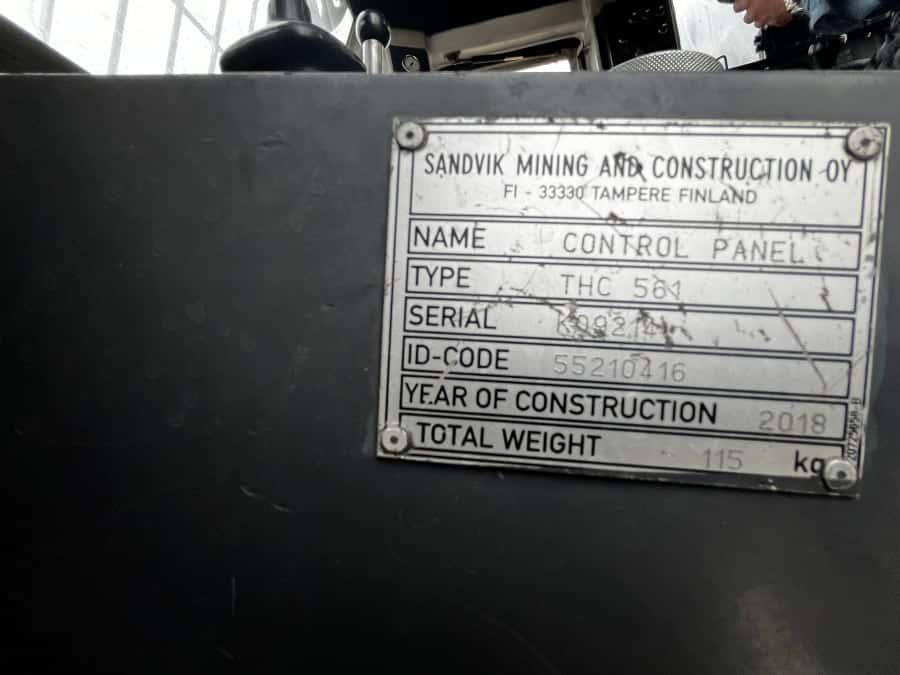 SANDVIK MINING AND CONSTRUCTION OY
FI - 33330 TAMPERE FINLAND
NAME CONTROL PANEL
TYPE THC 561
SERIAL
ID-CODE 55210416
YEAR OF CONSTRUCTION 2018
TOTAL WEIGHT 115 kg